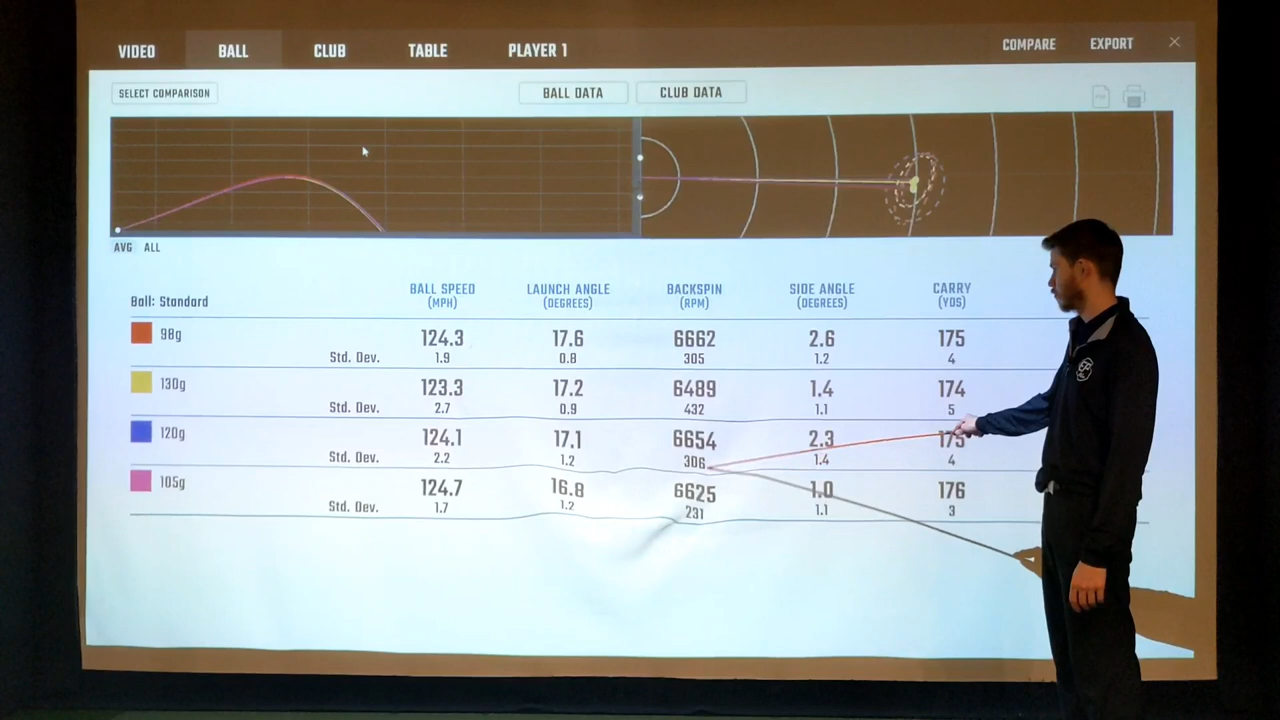 VIDEO BALL CLUB TABLE PLAYER 1 COMPARE EXPORT
SELECT COMPARISON BALL DATA CLUB DATA
AVG ALL
Ball: Standard BALL SPEED LAUNCH ANGLE BACKSPIN SIDE ANGLE CARRY
(MPH) (DEGREES) (RPM) (DEGREES) (YDS)
98g 124.3 17.6 6662 2.6 175
Std. Dev. 1.9 0.8 305 1.2 4
130g 123.3 17.2 6489 1.4 174
Std. Dev. 2.7 0.9 432 1.1 5
120g 124.1 17.1 6654 2.3 175
Std. Dev. 2.2 1.2 306 1.4 4
105g 124.7 16.8 6625 1.0 176
Std. Dev. 1.7 1.2 231 1.1 3